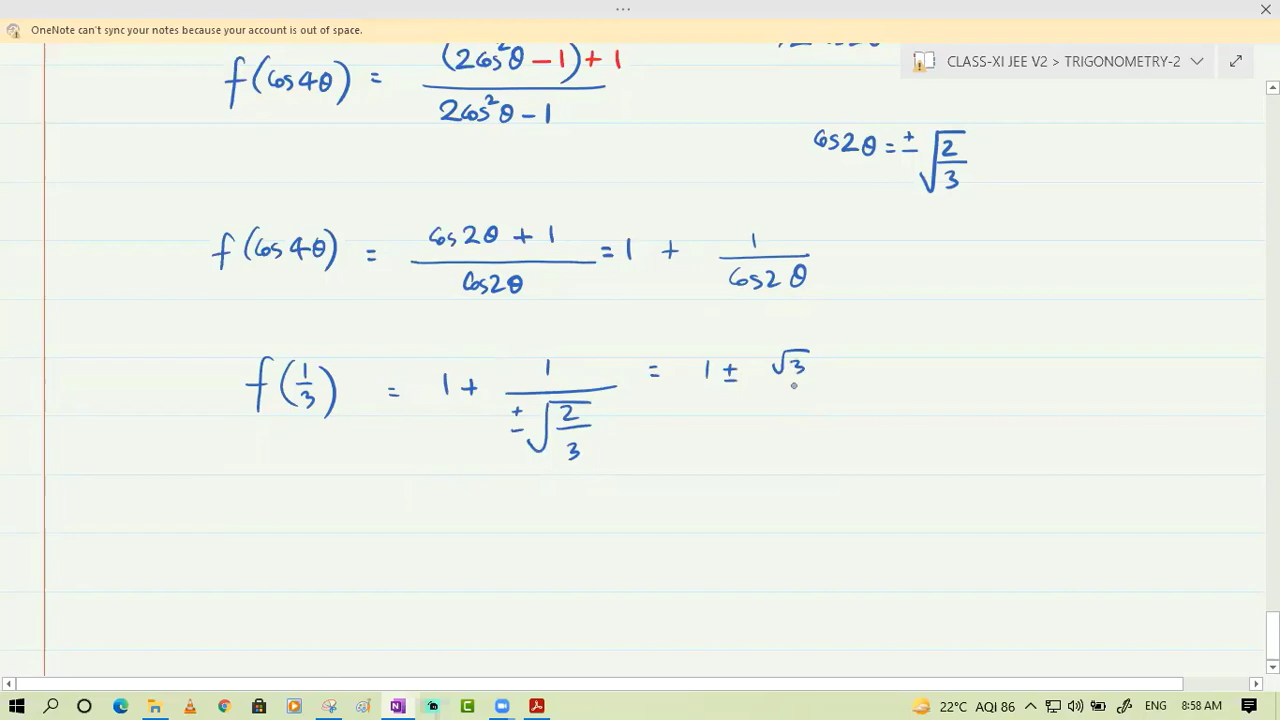 OneNote can't sync your notes because your account is out of space.
CLASS-XI JEE V2 > TRIGONOMETRY-2
f(cos4θ) = ((2cos²θ − 1) + 1) / (2cos²θ − 1)
cos2θ = ± √(2/3)
f(cos4θ) = (cos2θ + 1) / cos2θ = 1 + 1 / cos2θ
f(1/3) = 1 + 1 / (± √(2/3)) = 1 ± √3
22°C AQI 86 ENG 8:58 AM